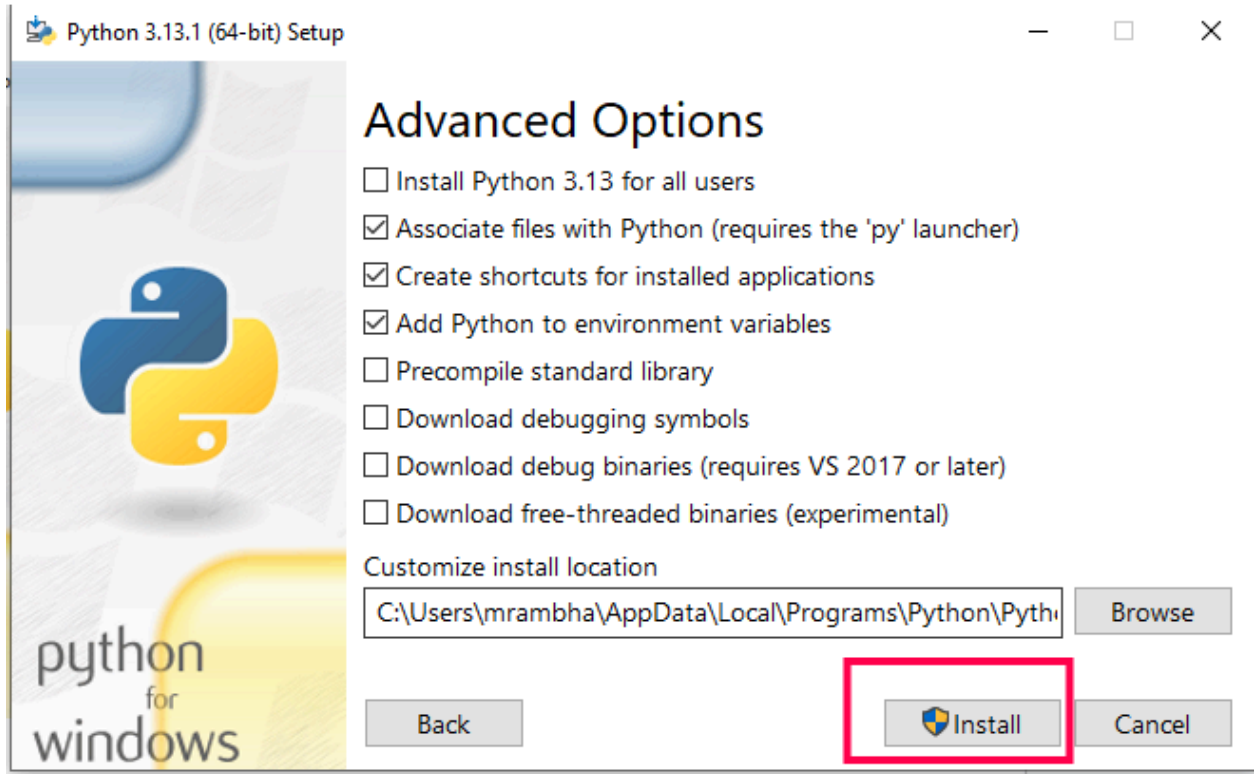 Python 3.13.1 (64-bit) Setup
Advanced Options
Install Python 3.13 for all users
Associate files with Python (requires the 'py' launcher)
Create shortcuts for installed applications
Add Python to environment variables
Precompile standard library
Download debugging symbols
Download debug binaries (requires VS 2017 or later)
Download free-threaded binaries (experimental)
Customize install location
C:\Users\mrambha\AppData\Local\Programs\Python\Pyth
Browse
python
for
windows
Back
Install
Cancel